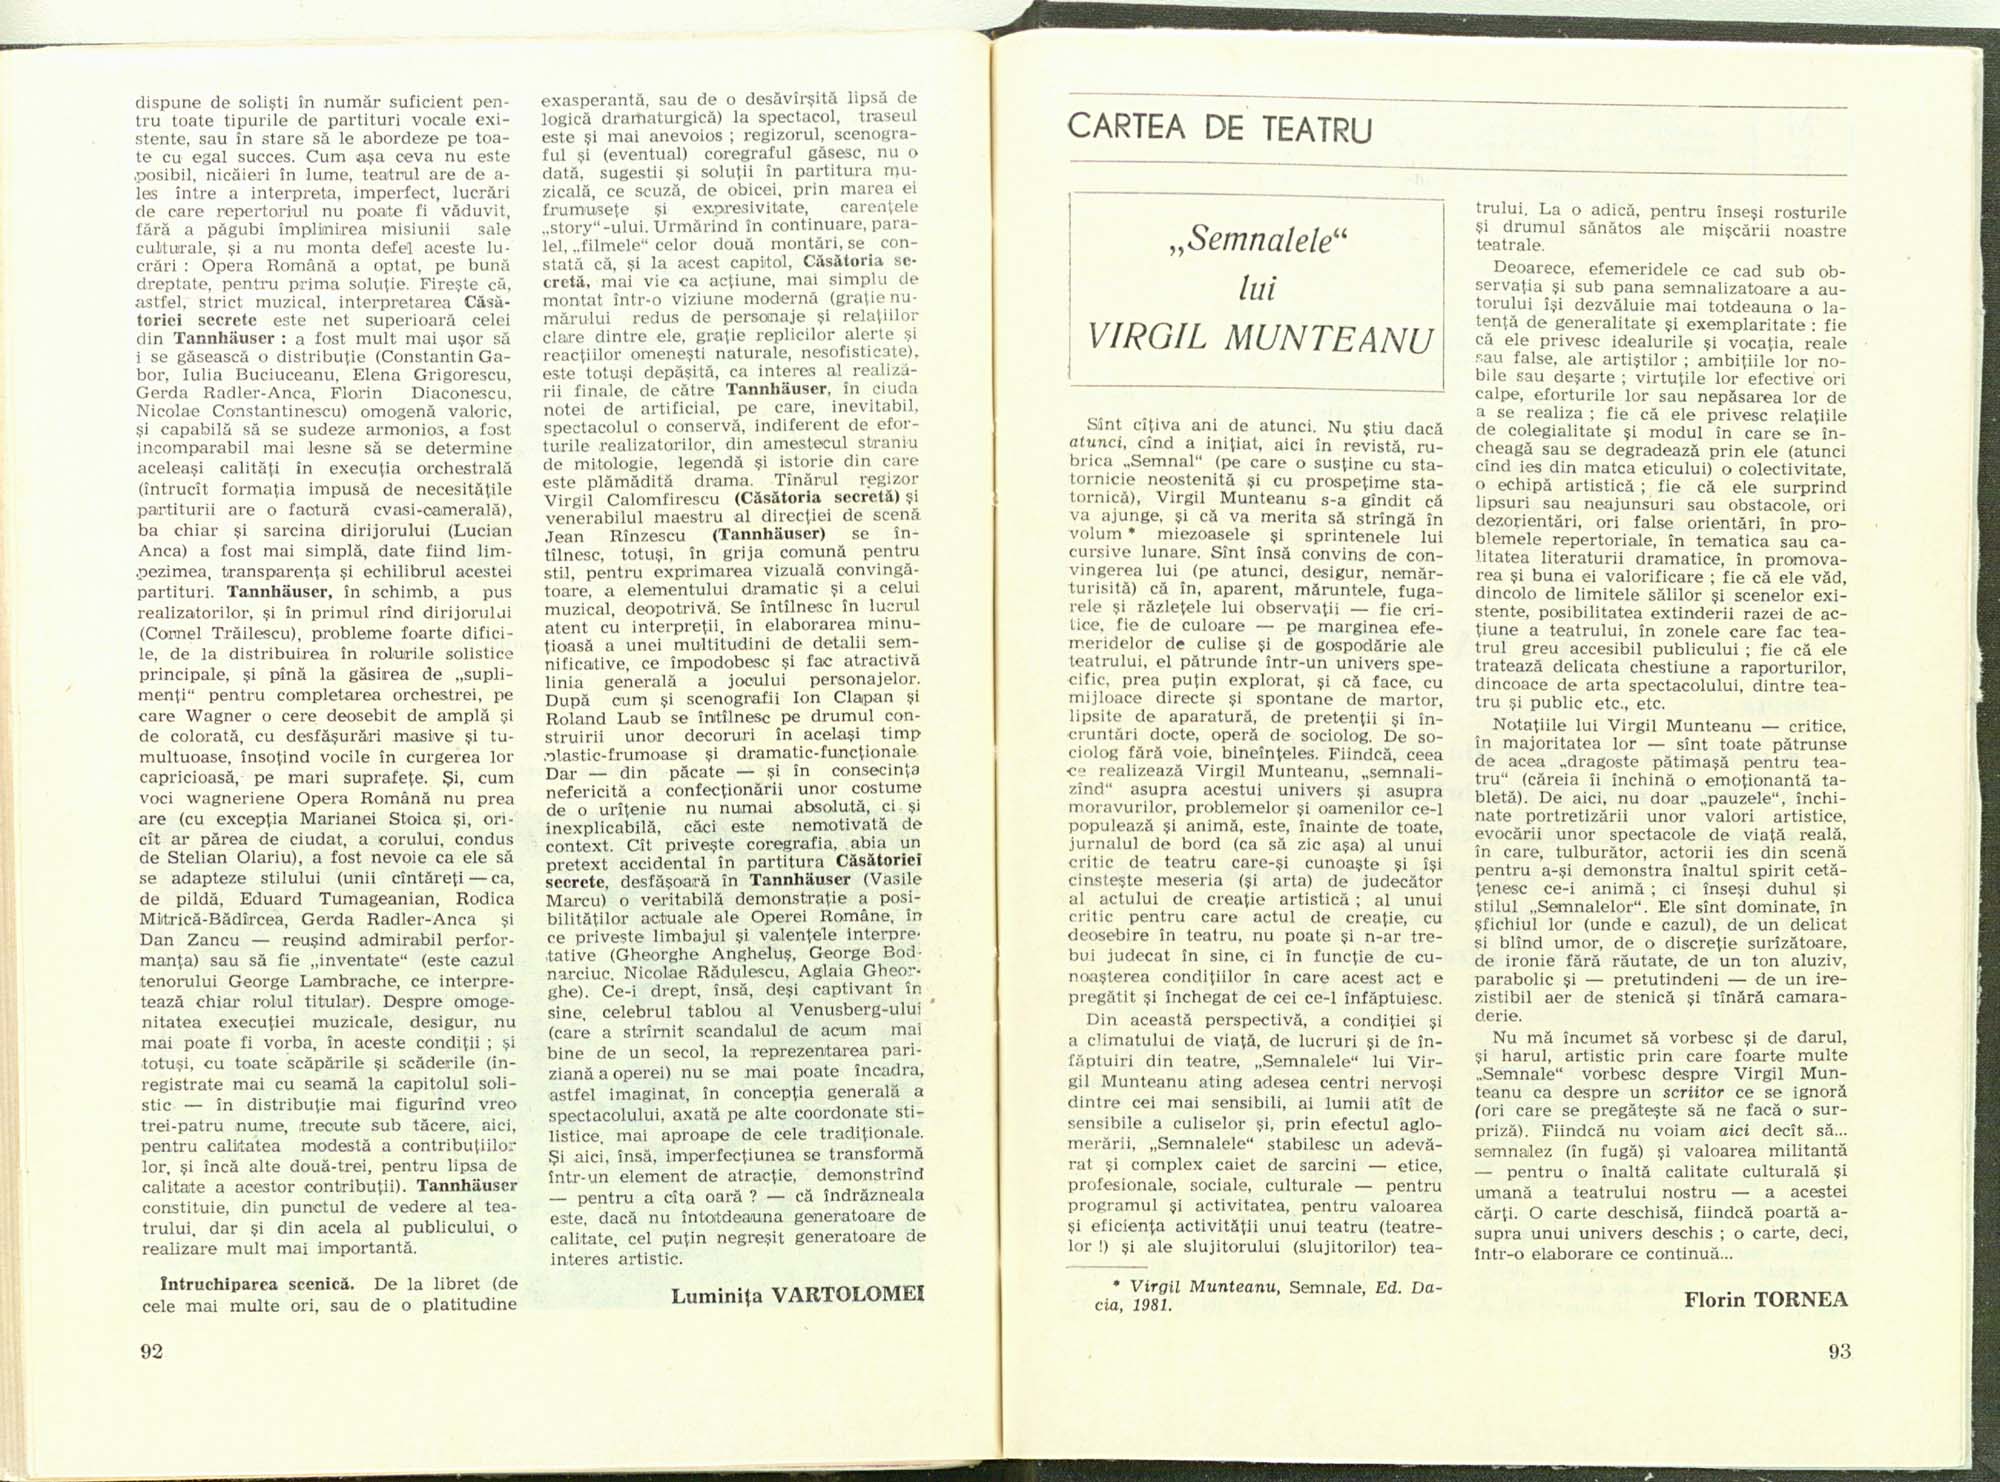 dispune de soliști în număr suficient pen-
tru toate tipurile de partituri vocale exi-
stente, sau în stare să le abordeze pe toa-
te cu egal succes. Cum așa ceva nu este
posibil, nicăieri în lume, teatrul are de a-
les între a interpreta, imperfect, lucrări
de care repertoriul nu poate fi văduvit,
fără a păgubi împlinirea misiunii sale
culturale, și a nu monta defel aceste lu-
crări : Opera Română a optat, pe bună
dreptate, pentru prima soluție. Firește că,
astfel, strict muzical, interpretarea Căsă-
toriei secrete este net superioară celei
din Tannhäuser : a fost mult mai ușor să
i se găsească o distribuție (Constantin Ga-
bor, Iulia Buciuceanu, Elena Grigorescu,
Gerda Radler-Anca, Florin Diaconescu,
Nicolae Constantinescu) omogenă valoric,
și capabilă să se sudeze armonios, a fost
incomparabil mai lesne să se determine
aceleași calități în execuția orchestrală
(întrucît formația impusă de necesitățile
partiturii are o factură cvasi-camerală),
ba chiar și sarcina dirijorului (Lucian
Anca) a fost mai simplă, date fiind lim-
pezimea, transparența și echilibrul acestei
partituri. Tannhäuser, în schimb, a pus
realizatorilor, și în primul rînd dirijorului
(Cornel Trăilescu), probleme foarte difici-
le, de la distribuirea în rolurile solistice
principale, și pînă la găsirea de „supli-
menți“ pentru completarea orchestrei, pe
care Wagner o cere deosebit de amplă și
de colorată, cu desfășurări masive și tu-
multuoase, însoțind vocile în curgerea lor
capricioasă, pe mari suprafețe. Și, cum
voci wagneriene Opera Română nu prea
are (cu excepția Marianei Stoica și, ori-
cît ar părea de ciudat, a corului, condus
de Stelian Olariu), a fost nevoie ca ele să
se adapteze stilului (unii cîntăreți — ca,
de pildă, Eduard Tumageanian, Rodica
Mitrică-Bădîrcea, Gerda Radler-Anca și
Dan Zancu — reușind admirabil perfor-
manța) sau să fie „inventate“ (este cazul
tenorului George Lambrache, ce interpre-
tează chiar rolul titular). Despre omoge-
nitatea execuției muzicale, desigur, nu
mai poate fi vorba, în aceste condiții ; și
totuși, cu toate scăpările și scăderile (în-
registrate mai cu seamă la capitolul soli-
stic — în distribuție mai figurînd vreo
trei-patru nume, trecute sub tăcere, aici,
pentru calitatea modestă a contribuțiilor
lor, și încă alte două-trei, pentru lipsa de
calitate a acestor contribuții). Tannhäuser
constituie, din punctul de vedere al tea-
trului, dar și din acela al publicului, o
realizare mult mai importantă.
Întruchiparea scenică. De la libret (de
cele mai multe ori, sau de o platitudine
92
exasperantă, sau de o desăvîrșită lipsă de
logică dramaturgică) la spectacol, traseul
este și mai anevoios ; regizorul, scenogra-
ful și (eventual) coregraful găsesc, nu o
dată, sugestii și soluții în partitura mu-
zicală, ce scuză, de obicei, prin marea ei
frumusețe și expresivitate, carențele
„story“-ului. Urmărind în continuare, para-
lel, „filmele“ celor două montări, se con-
stată că, și la acest capitol, Căsătoria se-
cretă, mai vie ca acțiune, mai simplu de
montat într-o viziune modernă (grație nu-
mărului redus de personaje și relațiilor
clare dintre ele, grație replicilor alerte și
reacțiilor omenești naturale, nesofisticate),
este totuși depășită, ca interes al realiză-
rii finale, de către Tannhäuser, în ciuda
notei de artificial, pe care, inevitabil,
spectacolul o conservă, indiferent de efor-
turile realizatorilor, din amestecul straniu
de mitologie, legendă și istorie din care
este plămădită drama. Tînărul regizor
Virgil Calomfirescu (Căsătoria secretă) și
venerabilul maestru al direcției de scenă
Jean Rînzescu (Tannhäuser) se în-
tîlnesc, totuși, în grija comună pentru
stil, pentru exprimarea vizuală convingă-
toare, a elementului dramatic și a celui
muzical, deopotrivă. Se întîlnesc în lucrul
atent cu interpreții, în elaborarea minu-
țioasă a unei multitudini de detalii sem-
nificative, ce împodobesc și fac atractivă
linia generală a jocului personajelor.
După cum și scenografii Ion Clapan și
Roland Laub se întîlnesc pe drumul con-
struirii unor decoruri în același timp
plastic-frumoase și dramatic-funcționale
Dar — din păcate — și în consecința
nefericită a confecționării unor costume
de o urîțenie nu numai absolută, ci și
inexplicabilă, căci este nemotivată de
context. Cît privește coregrafia, abia un
pretext accidental în partitura Căsătoriei
secrete, desfășoară în Tannhäuser (Vasile
Marcu) o veritabilă demonstrație a posi-
bilităților actuale ale Operei Române, în
ce privește limbajul și valențele interpre-
tative (Gheorghe Angheluș, George Bod-
narciuc, Nicolae Rădulescu, Aglaia Gheor-
ghe). Ce-i drept, însă, deși captivant în
sine, celebrul tablou al Venusberg-ului
(care a strîrnit scandalul de acum mai
bine de un secol, la reprezentarea pari-
ziană a operei) nu se mai poate încadra,
astfel imaginat, în concepția generală a
spectacolului, axată pe alte coordonate sti-
listice, mai aproape de cele tradiționale.
Și aici, însă, imperfecțiunea se transformă
într-un element de atracție, demonstrînd
— pentru a cîta oară ? — că îndrăzneala
este, dacă nu întotdeauna generatoare de
calitate, cel puțin negreșit generatoare de
interes artistic.
Luminița VARTOLOMEI
CARTEA DE TEATRU
„Semnalele“
lui
VIRGIL MUNTEANU
Sînt cîțiva ani de atunci. Nu știu dacă
atunci, cînd a inițiat, aici în revistă, ru-
brica „Semnal“ (pe care o susține cu sta-
tornicie neostenită și cu prospețime sta-
tornică), Virgil Munteanu s-a gîndit că
va ajunge, și că va merita să strîngă în
volum * miezoasele și sprintenele lui
cursive lunare. Sînt însă convins de con-
vingerea lui (pe atunci, desigur, nemăr-
turisită) că în, aparent, măruntele, fuga-
rele și răzlețele lui observații — fie cri-
tice, fie de culoare — pe marginea efe-
meridelor de culise și de gospodărie ale
teatrului, el pătrunde într-un univers spe-
cific, prea puțin explorat, și că face, cu
mijloace directe și spontane de martor,
lipsite de aparatură, de pretenții și în-
cruntări docte, operă de sociolog. De so-
ciolog fără voie, bineînțeles. Fiindcă, ceea
ce realizează Virgil Munteanu, „semnali-
zînd“ asupra acestui univers și asupra
moravurilor, problemelor și oamenilor ce-l
populează și animă, este, înainte de toate,
jurnalul de bord (ca să zic așa) al unui
critic de teatru care-și cunoaște și își
cinstește meseria (și arta) de judecător
al actului de creație artistică ; al unui
critic pentru care actul de creație, cu
deosebire în teatru, nu poate și n-ar tre-
bui judecat în sine, ci în funcție de cu-
noașterea condițiilor în care acest act e
pregătit și închegat de cei ce-l înfăptuiesc.
Din această perspectivă, a condiției și
a climatului de viață, de lucruri și de în-
făptuiri din teatre, „Semnalele“ lui Vir-
gil Munteanu ating adesea centri nervoși
dintre cei mai sensibili, ai lumii atît de
sensibile a culiselor și, prin efectul aglo-
merării, „Semnalele“ stabilesc un adevă-
rat și complex caiet de sarcini — etice,
profesionale, sociale, culturale — pentru
programul și activitatea, pentru valoarea
și eficiența activității unui teatru (teatre-
lor !) și ale slujitorului (slujitorilor) tea-
* Virgil Munteanu, Semnale, Ed. Da-
cia, 1981.
trului. La o adică, pentru înseși rosturile
și drumul sănătos ale mișcării noastre
teatrale.
Deoarece, efemeridele ce cad sub ob-
servația și sub pana semnalizatoare a au-
torului își dezvăluie mai totdeauna o la-
tență de generalitate și exemplaritate : fie
că ele privesc idealurile și vocația, reale
sau false, ale artiștilor ; ambițiile lor no-
bile sau deșarte ; virtuțile lor efective ori
calpe, eforturile lor sau nepăsarea lor de
a se realiza ; fie că ele privesc relațiile
de colegialitate și modul în care se în-
cheagă sau se degradează prin ele (atunci
cînd ies din matca eticului) o colectivitate,
o echipă artistică ; fie că ele surprind
lipsuri sau neajunsuri sau obstacole, ori
dezorientări, ori false orientări, în pro-
blemele repertoriale, în tematica sau ca-
litatea literaturii dramatice, în promova-
rea și buna ei valorificare ; fie că ele văd,
dincolo de limitele sălilor și scenelor exi-
stente, posibilitatea extinderii razei de ac-
țiune a teatrului, în zonele care fac tea-
trul greu accesibil publicului ; fie că ele
tratează delicata chestiune a raporturilor,
dincoace de arta spectacolului, dintre tea-
tru și public etc., etc.
Notațiile lui Virgil Munteanu — critice,
în majoritatea lor — sînt toate pătrunse
de acea „dragoste pătimașă pentru tea-
tru“ (căreia îi închină o emoționantă ta-
bletă). De aici, nu doar „pauzele“, închi-
nate portretizării unor valori artistice,
evocării unor spectacole de viață reală,
în care, tulburător, actorii ies din scenă
pentru a-și demonstra înaltul spirit cetă-
țenesc ce-i animă ; ci înseși duhul și
stilul „Semnalelor“. Ele sînt dominate, în
șfichiul lor (unde e cazul), de un delicat
și blînd umor, de o discreție surîzătoare,
de ironie fără răutate, de un ton aluziv,
parabolic și — pretutindeni — de un ire-
zistibil aer de stenică și tînără camara-
derie.
Nu mă încumet să vorbesc și de darul,
și harul, artistic prin care foarte multe
„Semnale“ vorbesc despre Virgil Mun-
teanu ca despre un scriitor ce se ignoră
(ori care se pregătește să ne facă o sur-
priză). Fiindcă nu voiam aici decît să...
semnalez (în fugă) și valoarea militantă
— pentru o înaltă calitate culturală și
umană a teatrului nostru — a acestei
cărți. O carte deschisă, fiindcă poartă a-
supra unui univers deschis ; o carte, deci,
într-o elaborare ce continuă...
Florin TORNEA
93